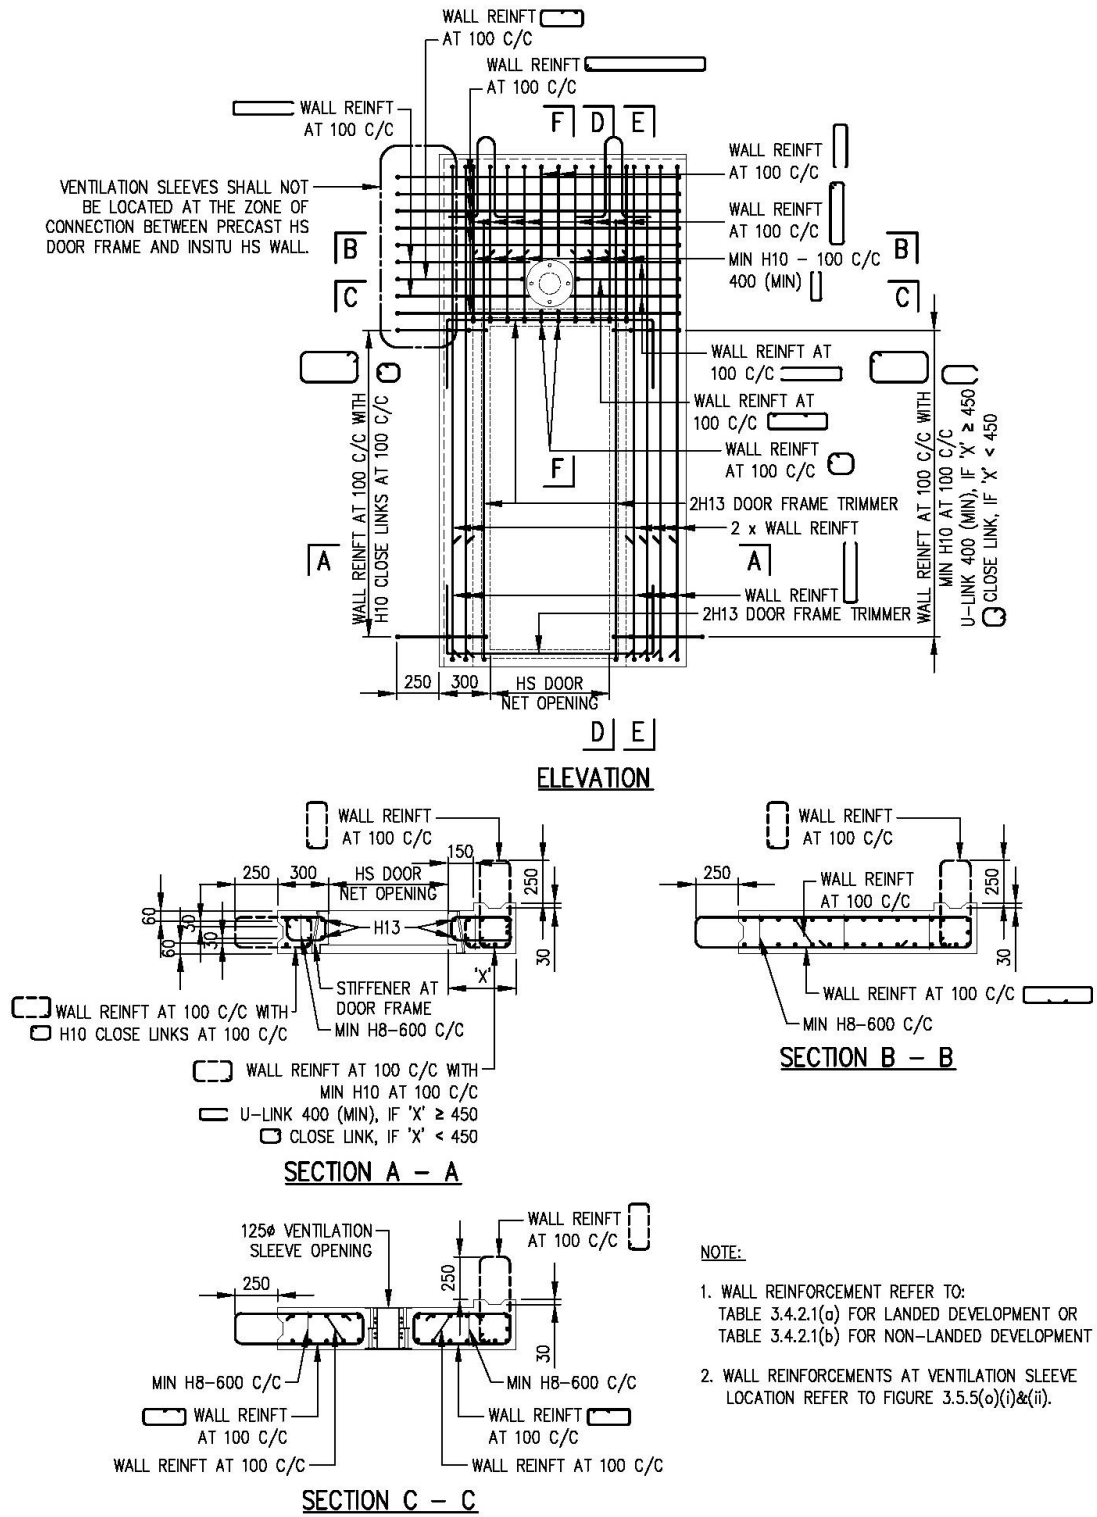 WALL REINFT
AT 100 C/C
WALL REINFT
AT 100 C/C
WALL REINFT
AT 100 C/C
F
D
E
WALL REINFT
AT 100 C/C
VENTILATION SLEEVES SHALL NOT
BE LOCATED AT THE ZONE OF
CONNECTION BETWEEN PRECAST HS
DOOR FRAME AND INSITU HS WALL.
WALL REINFT
AT 100 C/C
B
B
MIN H10 - 100 C/C
400 (MIN)
C
C
WALL REINFT AT
100 C/C
WALL REINFT AT
100 C/C
WALL REINFT
AT 100 C/C
F
2H13 DOOR FRAME TRIMMER
2 x WALL REINFT
A
A
WALL REINFT
2H13 DOOR FRAME TRIMMER
WALL REINFT AT 100 C/C WITH
H10 CLOSE LINKS AT 100 C/C
WALL REINFT AT 100 C/C WITH
MIN H10 AT 100 C/C
U-LINK 400 (MIN), IF 'X' ≥ 450
CLOSE LINK, IF 'X' < 450
250
300
HS DOOR
NET OPENING
D
E
ELEVATION
WALL REINFT
AT 100 C/C
150
250
300
HS DOOR
NET OPENING
250
60
30
30
60
H13
30
'X'
STIFFENER AT
DOOR FRAME
MIN H8-600 C/C
WALL REINFT AT 100 C/C WITH
H10 CLOSE LINKS AT 100 C/C
WALL REINFT AT 100 C/C WITH
MIN H10 AT 100 C/C
U-LINK 400 (MIN), IF 'X' ≥ 450
CLOSE LINK, IF 'X' < 450
SECTION A - A
WALL REINFT
AT 100 C/C
250
WALL REINFT
AT 100 C/C
250
30
WALL REINFT AT 100 C/C
MIN H8-600 C/C
SECTION B - B
125ø VENTILATION
SLEEVE OPENING
WALL REINFT
AT 100 C/C
250
250
30
MIN H8-600 C/C
MIN H8-600 C/C
WALL REINFT
AT 100 C/C
WALL REINFT
AT 100 C/C
WALL REINFT AT 100 C/C
WALL REINFT AT 100 C/C
SECTION C - C
NOTE:
1. WALL REINFORCEMENT REFER TO:
TABLE 3.4.2.1(a) FOR LANDED DEVELOPMENT OR
TABLE 3.4.2.1(b) FOR NON-LANDED DEVELOPMENT
2. WALL REINFORCEMENTS AT VENTILATION SLEEVE
LOCATION REFER TO FIGURE 3.5.5(o)(i)&(ii).